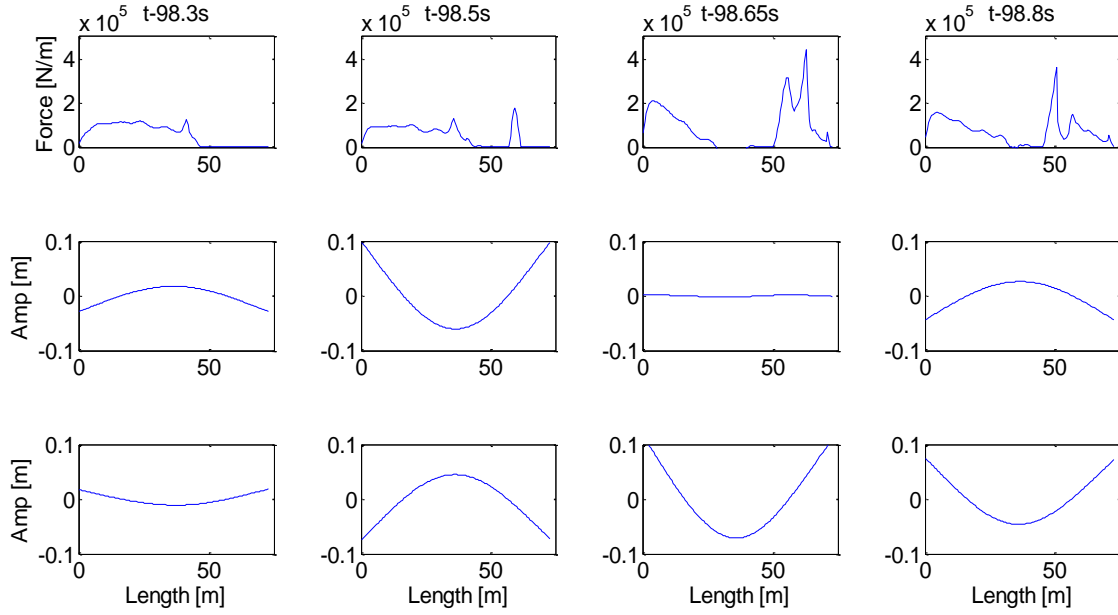 x 10^5 t-98.3s x 10^5 t-98.5s x 10^5 t-98.65s x 10^5 t-98.8s
Force [N/m]
4 4 4 4
2 2 2 2
0 0 0 0
0 50 0 50 0 50 0 50
Amp [m]
0.1 0.1 0.1 0.1
0 0 0 0
-0.1 -0.1 -0.1 -0.1
0 50 0 50 0 50 0 50
Amp [m]
0.1 0.1 0.1 0.1
0 0 0 0
-0.1 -0.1 -0.1 -0.1
0 50 0 50 0 50 0 50
Length [m] Length [m] Length [m] Length [m]